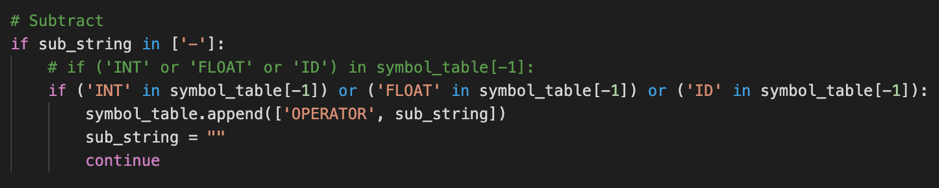 # Subtract
if sub_string in ['-']:
# if ('INT' or 'FLOAT' or 'ID') in symbol_table[-1]:
if ('INT' in symbol_table[-1]) or ('FLOAT' in symbol_table[-1]) or ('ID' in symbol_table[-1]):
symbol_table.append(['OPERATOR', sub_string])
sub_string = ""
continue